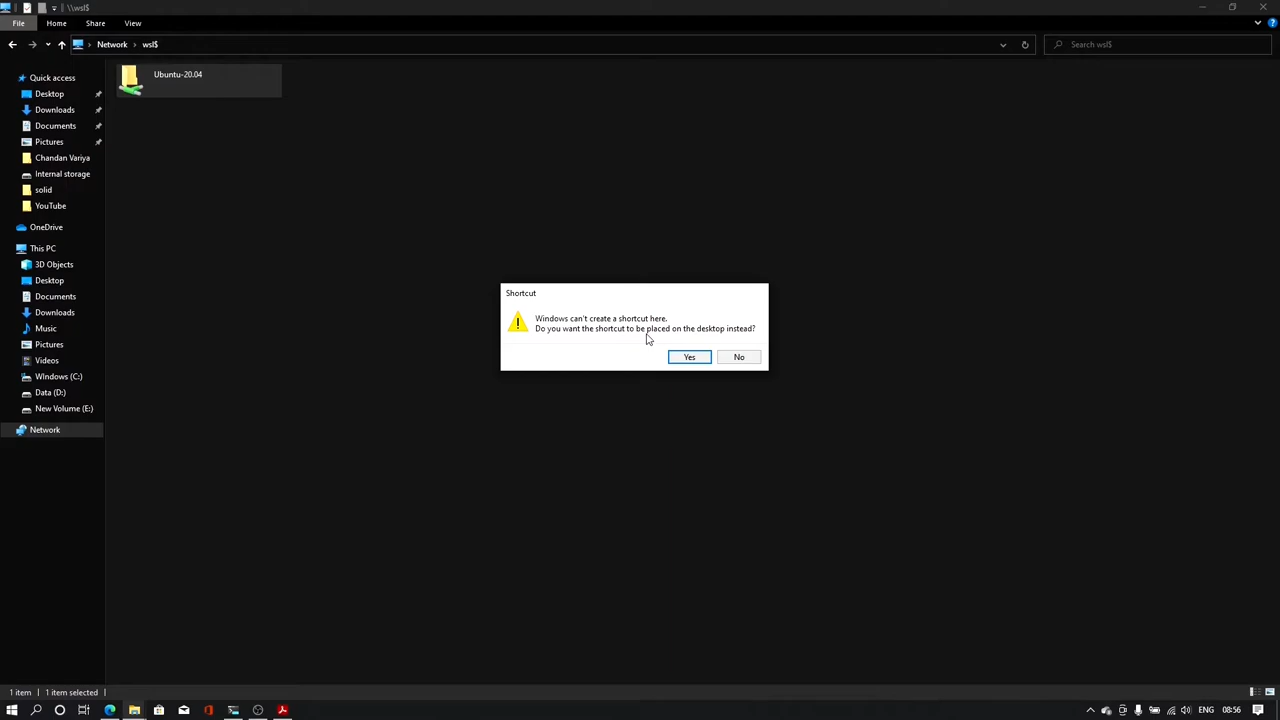 \\wsl$
File Home Share View
Network wsl$
Search wsl$
Quick access
Desktop
Downloads
Documents
Pictures
Chandan Variya
Internal storage
solid
YouTube
OneDrive
This PC
3D Objects
Desktop
Documents
Downloads
Music
Pictures
Videos
Windows (C:)
Data (D:)
New Volume (E:)
Network
Ubuntu-20.04
Shortcut
Windows can't create a shortcut here.
Do you want the shortcut to be placed on the desktop instead?
Yes No
1 item 1 item selected
ENG 08:56